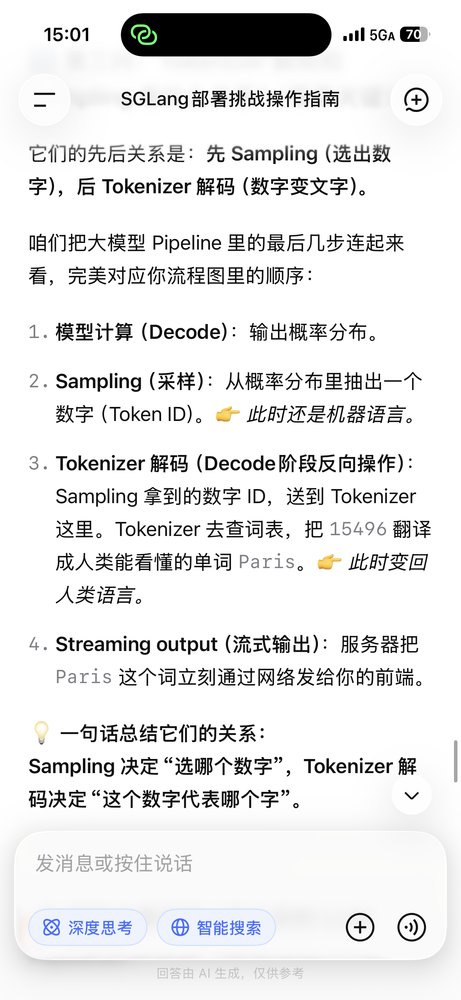 15:01
5GA 70
SGLang部署挑战操作指南
它们的先后关系是：先 Sampling（选出数
字），后 Tokenizer 解码（数字变文字）。
咱们把大模型 Pipeline 里的最后几步连起来
看，完美对应你流程图里的顺序：
1. 模型计算（Decode）：输出概率分布。
2. Sampling（采样）：从概率分布里抽出一个
数字（Token ID）。👉 此时还是机器语言。
3. Tokenizer 解码（Decode阶段反向操作）：
Sampling 拿到的数字 ID，送到 Tokenizer
这里。Tokenizer 去查词表，把 15496 翻译
成人类能看懂的单词 Paris。👉 此时变回
人类语言。
4. Streaming output（流式输出）：服务器把
Paris 这个词立刻通过网络发给你的前端。
💡 一句话总结它们的关系：
Sampling 决定“选哪个数字”，Tokenizer 解
码决定“这个数字代表哪个字”。
发消息或按住说话
深度思考 智能搜索
回答由 AI 生成，仅供参考